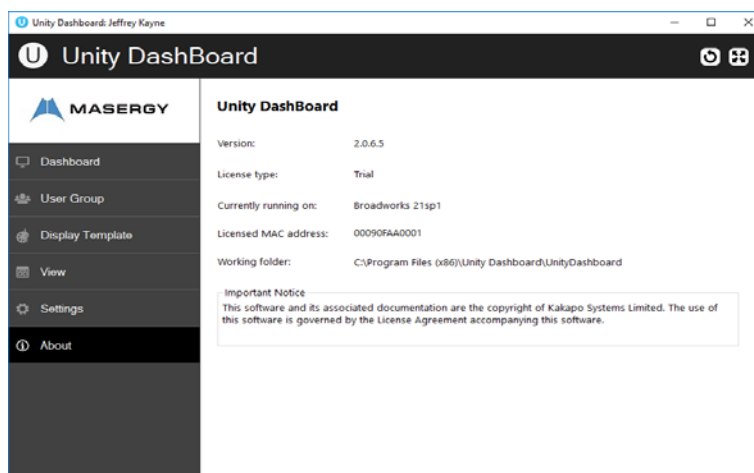 Unity Dashboard: Jeffrey Kayne
U Unity DashBoard
MASERGY
Dashboard
User Group
Display Template
View
Settings
About
Unity DashBoard
Version: 2.0.6.5
License type: Trial
Currently running on: Broadworks 21sp1
Licensed MAC address: 00090FAA0001
Working folder: C:\Program Files (x86)\Unity Dashboard\UnityDashboard
Important Notice
This software and its associated documentation are the copyright of Kakapo Systems Limited. The use of
this software is governed by the License Agreement accompanying this software.